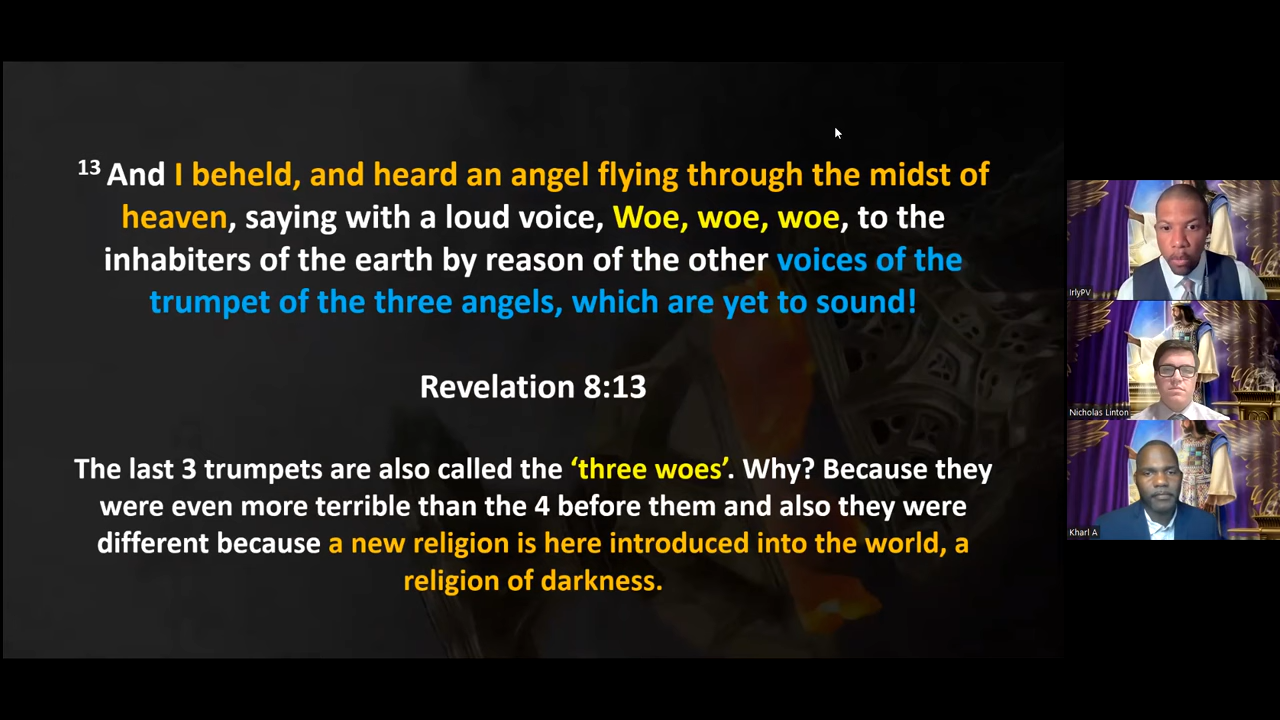 13 And I beheld, and heard an angel flying through the midst of
heaven, saying with a loud voice, Woe, woe, woe, to the
inhabiters of the earth by reason of the other voices of the
trumpet of the three angels, which are yet to sound!
Revelation 8:13
The last 3 trumpets are also called the ‘three woes’. Why? Because they
were even more terrible than the 4 before them and also they were
different because a new religion is here introduced into the world, a
religion of darkness.
IrlyPV
Nicholas Linton
Kharl A